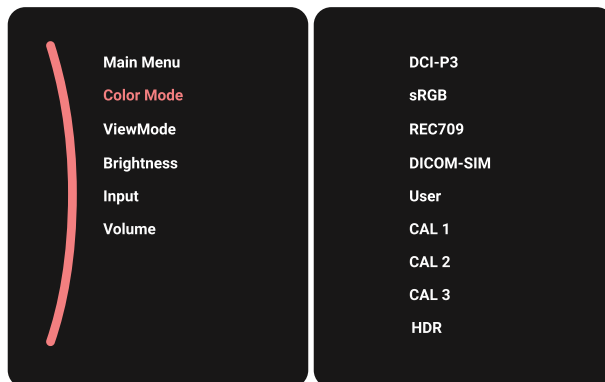 Main Menu
Color Mode
ViewMode
Brightness
Input
Volume
DCI-P3
sRGB
REC709
DICOM-SIM
User
CAL 1
CAL 2
CAL 3
HDR